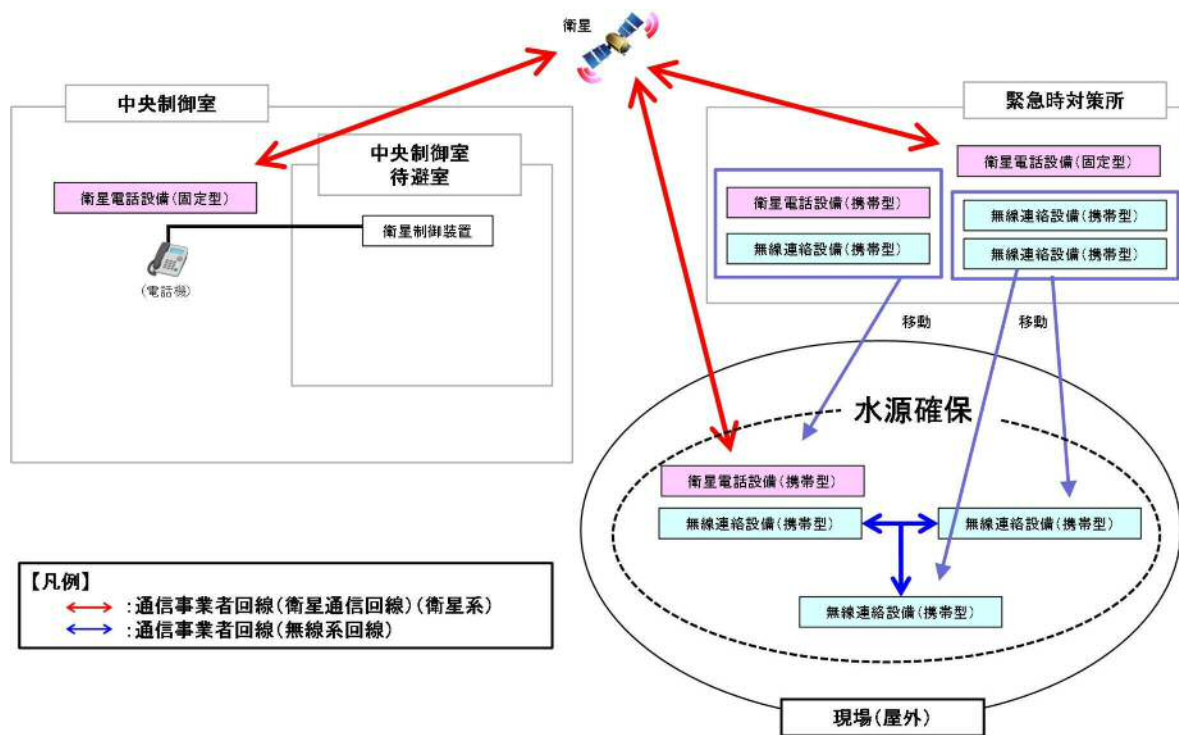 衛星
中央制御室
中央制御室
待避室
衛星電話設備(固定型)
衛星制御装置
(電話機)
緊急時対策所
衛星電話設備(固定型)
衛星電話設備(携帯型)
無線連絡設備(携帯型)
無線連絡設備(携帯型)
無線連絡設備(携帯型)
移動
移動
水源確保
衛星電話設備(携帯型)
無線連絡設備(携帯型)
無線連絡設備(携帯型)
無線連絡設備(携帯型)
現場(屋外)
【凡例】
:通信事業者回線(衛星通信回線)(衛星系)
:通信事業者回線(無線系回線)